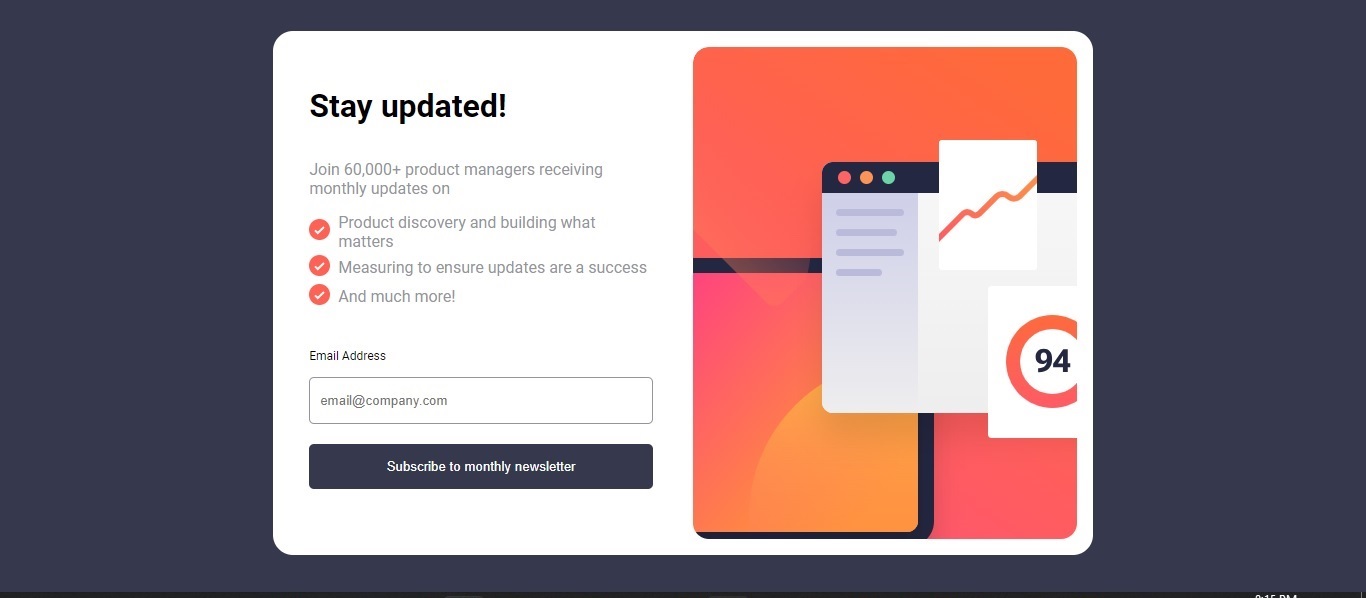 Stay updated!
Join 60,000+ product managers receiving
monthly updates on
Product discovery and building what
matters
Measuring to ensure updates are a success
And much more!
Email Address
email@company.com
Subscribe to monthly newsletter
94